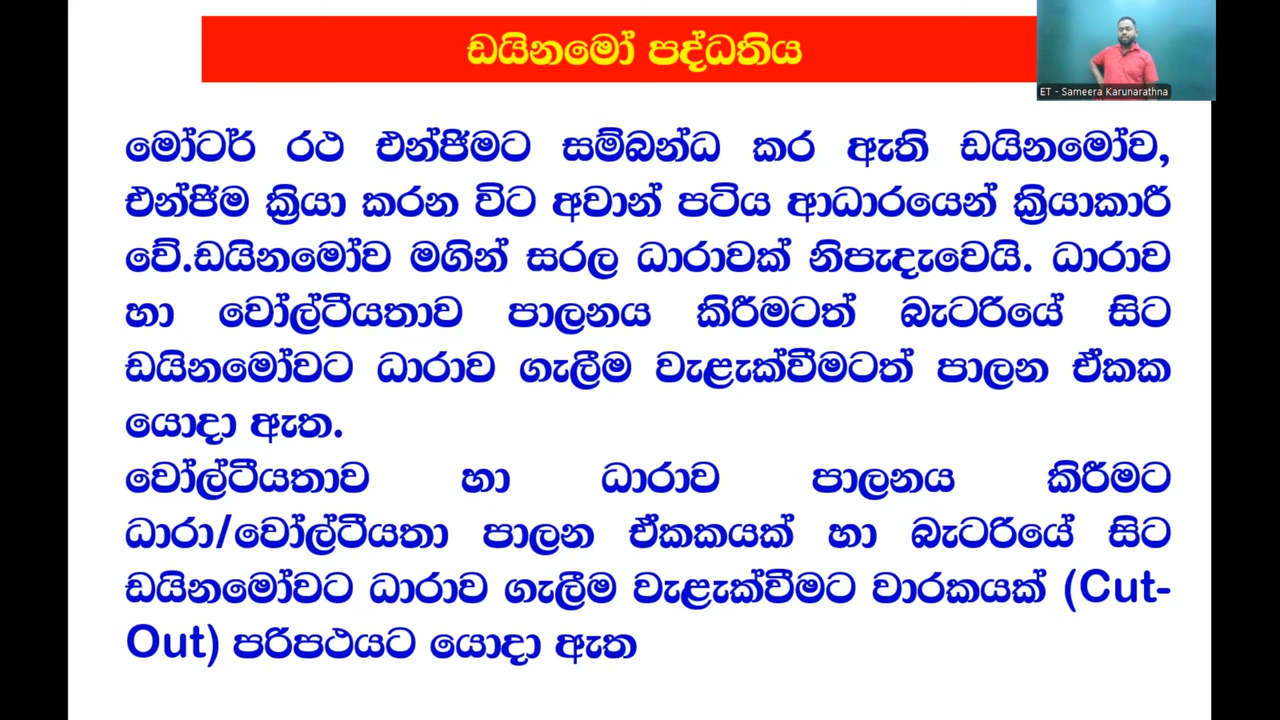 ඩයිනමෝ පද්ධතිය
ET - Sameera Karunarathna
මෝටර් රථ එන්ජිමට සම්බන්ධ කර ඇති ඩයිනමෝව,
එන්ජිම ක්‍රියා කරන විට අවාන් පටිය ආධාරයෙන් ක්‍රියාකාරී
වේ.ඩයිනමෝව මගින් සරල ධාරාවක් නිපැදැවෙයි. ධාරාව
හා වෝල්ටීයතාව පාලනය කිරීමටත් බැටරියේ සිට
ඩයිනමෝවට ධාරාව ගැලීම වැළැක්වීමටත් පාලන ඒකක
යොදා ඇත.
වෝල්ටීයතාව හා ධාරාව පාලනය කිරීමට
ධාරා/වෝල්ටීයතා පාලන ඒකකයක් හා බැටරියේ සිට
ඩයිනමෝවට ධාරාව ගැලීම වැළැක්වීමට වාරකයක් (Cut-
Out) පරිපථයට යොදා ඇත